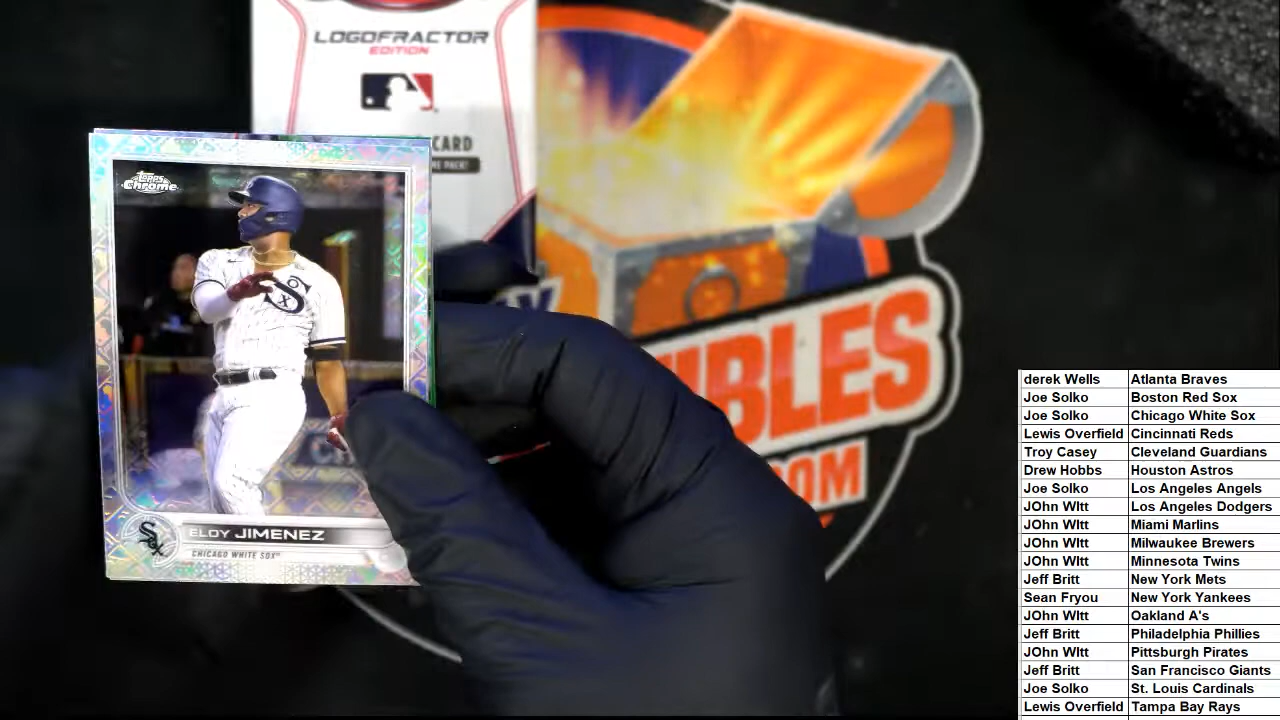 LOGOFRACTOR
EDITION
CARD
Topps
Chrome
Sox
ELOY JIMENEZ
CHICAGO WHITE SOX™
Sox
IBLES
OM
derek Wells Atlanta Braves
Joe Solko Boston Red Sox
Joe Solko Chicago White Sox
Lewis Overfield Cincinnati Reds
Troy Casey Cleveland Guardians
Drew Hobbs Houston Astros
Joe Solko Los Angeles Angels
JOhn WItt Los Angeles Dodgers
JOhn WItt Miami Marlins
JOhn WItt Milwaukee Brewers
JOhn WItt Minnesota Twins
Jeff Britt New York Mets
Sean Fryou New York Yankees
JOhn WItt Oakland A's
Jeff Britt Philadelphia Phillies
JOhn WItt Pittsburgh Pirates
Jeff Britt San Francisco Giants
Joe Solko St. Louis Cardinals
Lewis Overfield Tampa Bay Rays